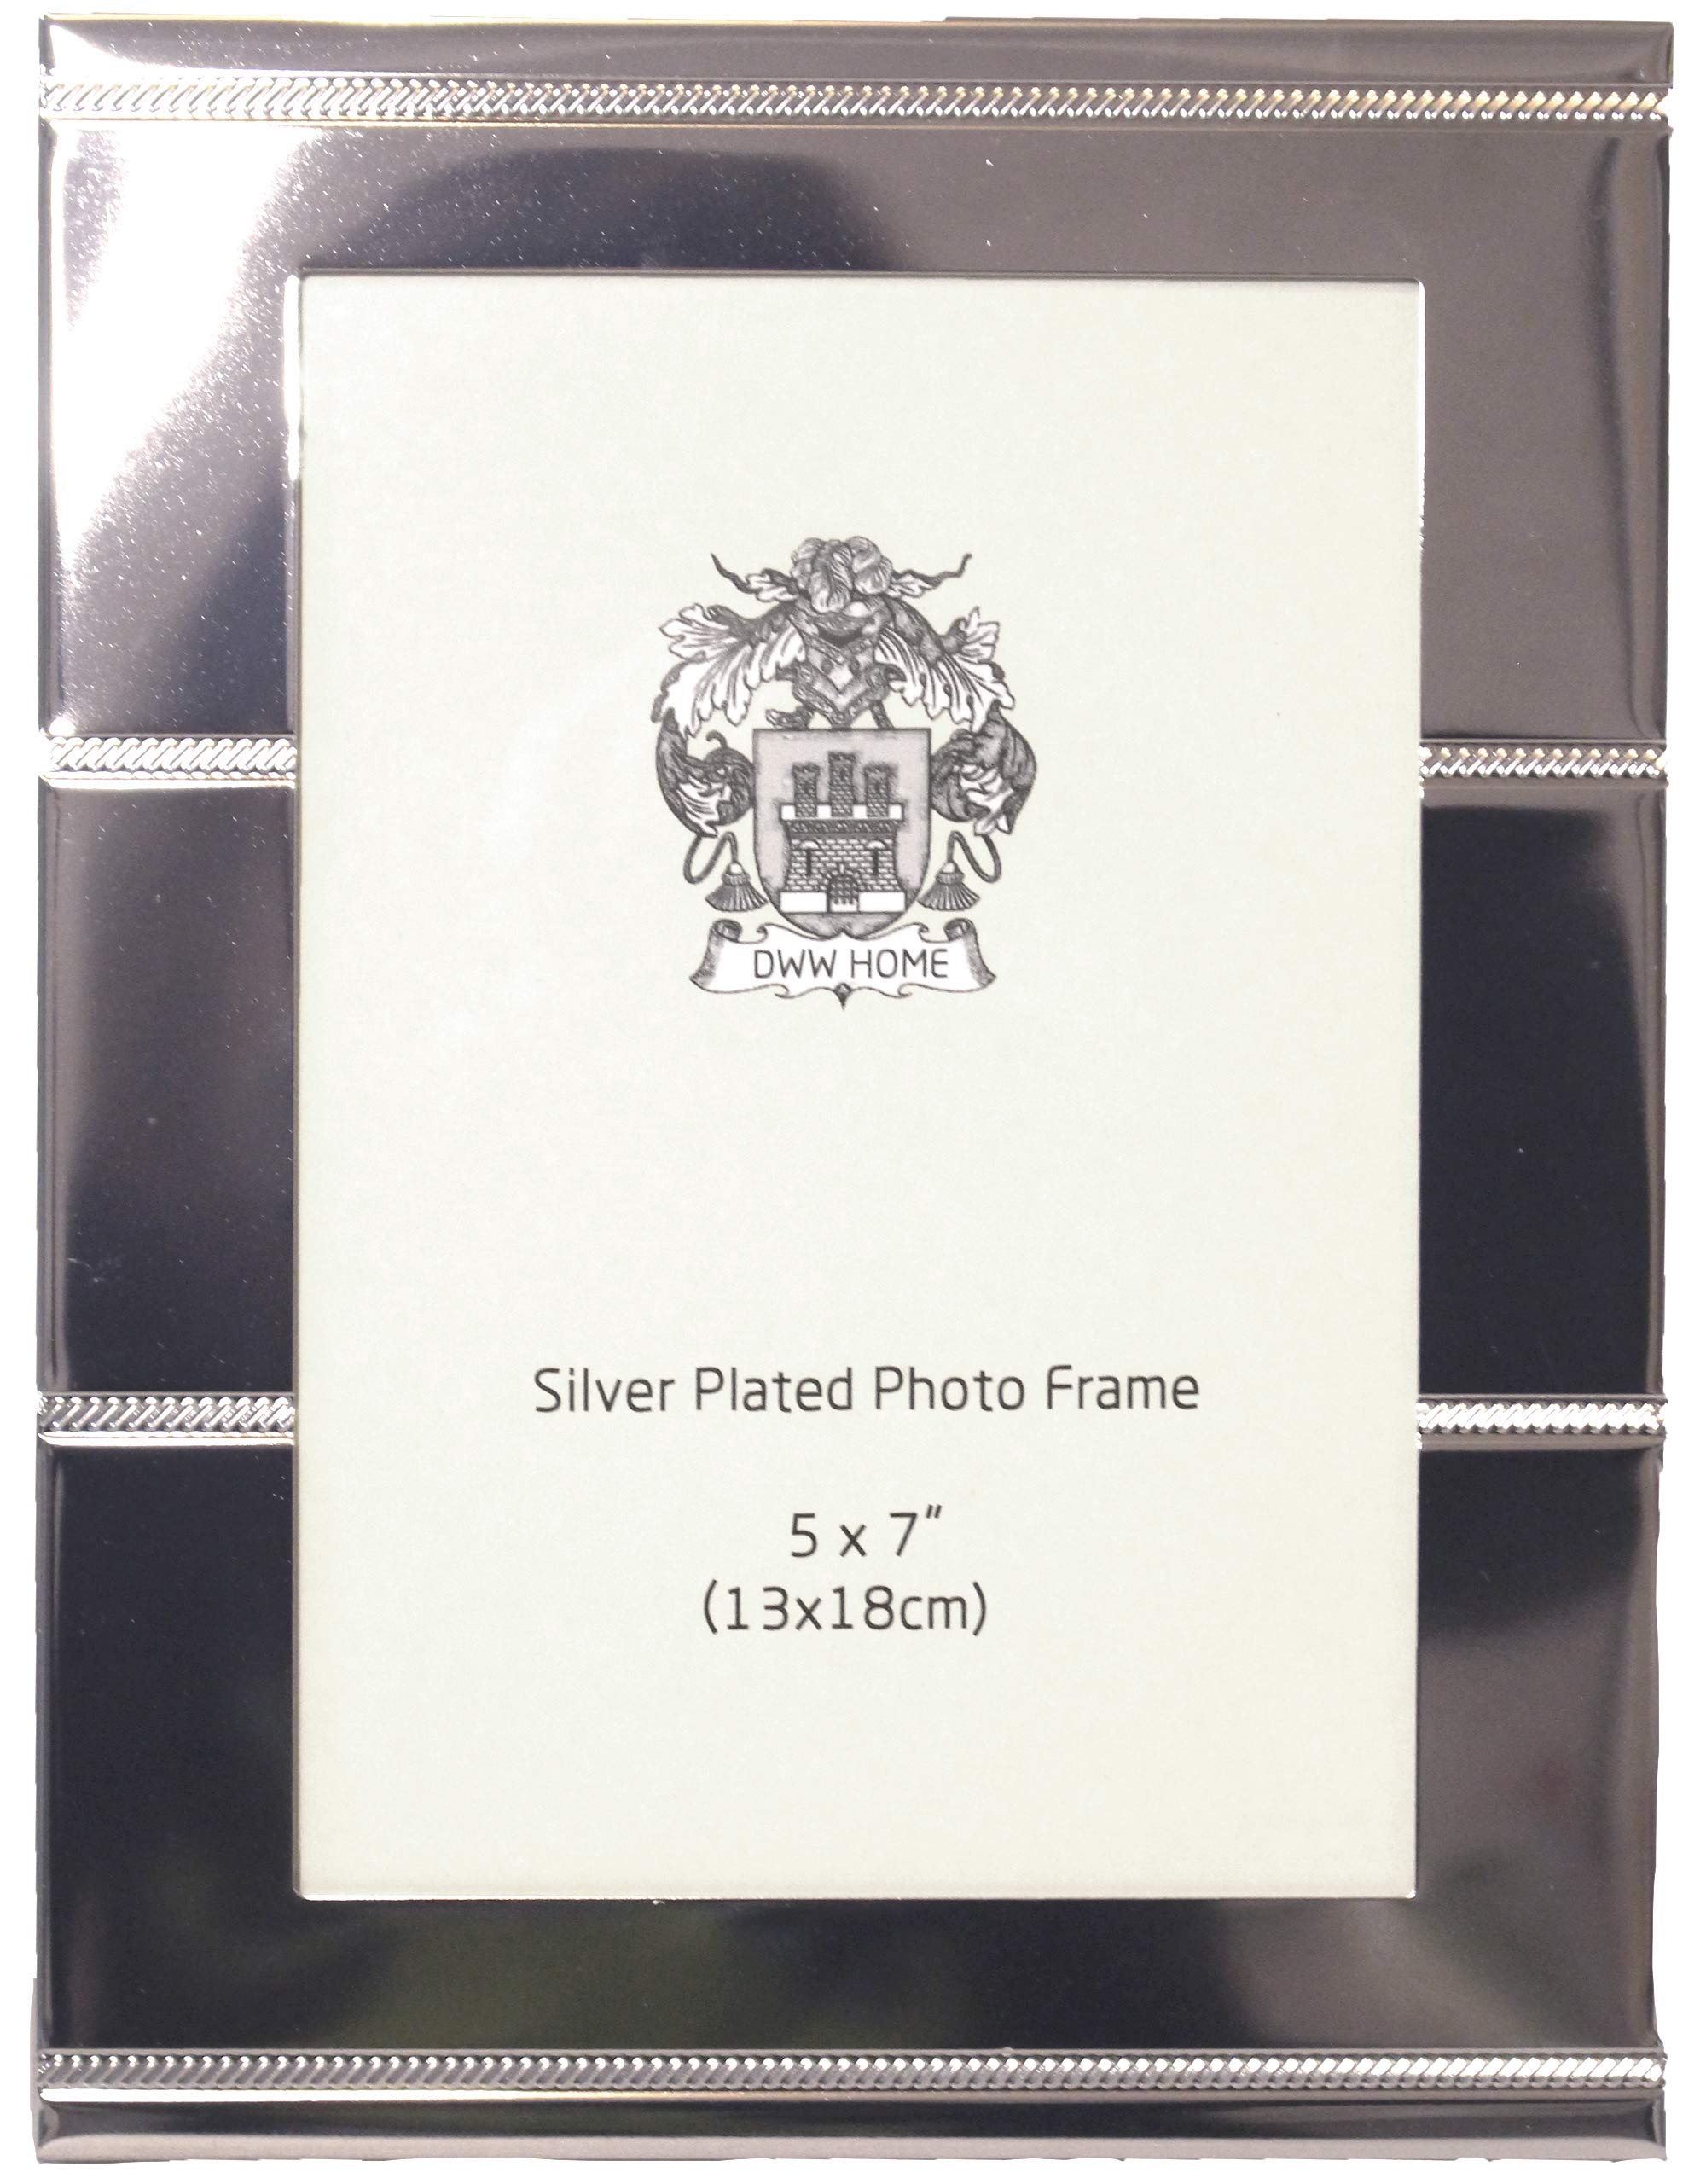 DWW HOME
Silver Plated Photo Frame
5 x 7"
(13x18cm)